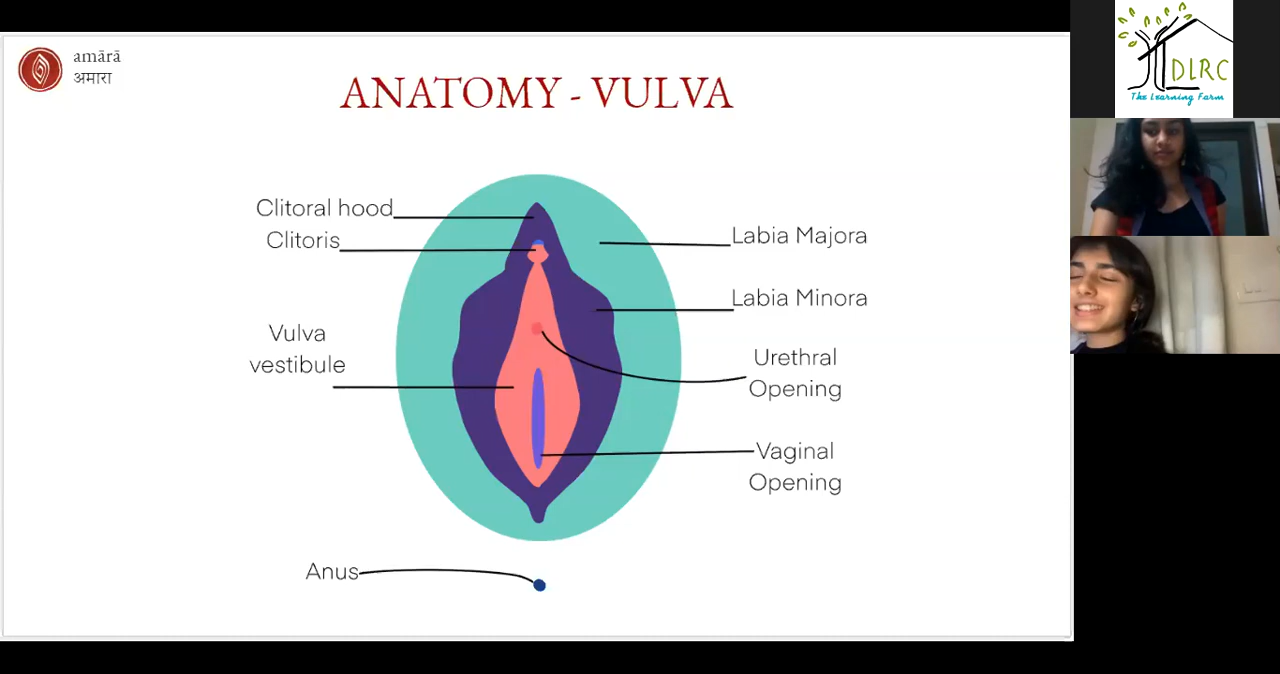 amārā
अमारा
ANATOMY - VULVA
Clitoral hood
Clitoris
Vulva
vestibule
Anus
Labia Majora
Labia Minora
Urethral
Opening
Vaginal
Opening
DLRC
The Learning Farm